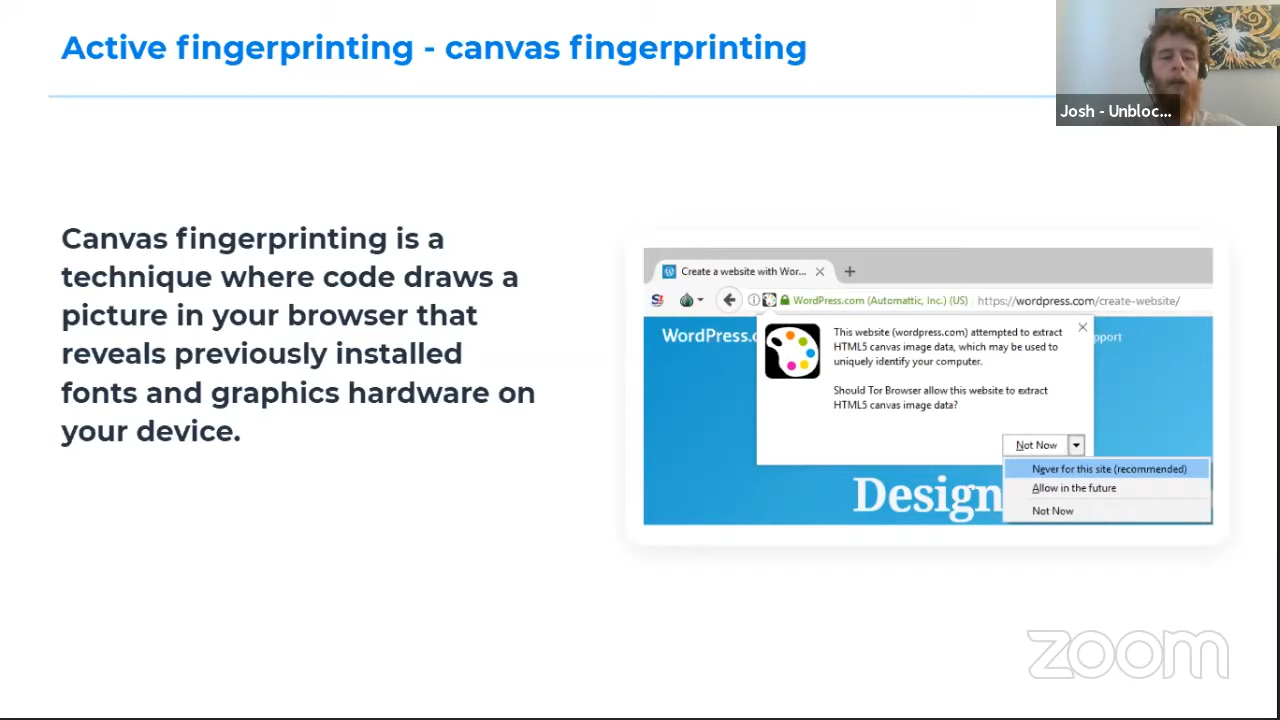 Active fingerprinting - canvas fingerprinting
Josh - Unbloc...
Canvas fingerprinting is a
technique where code draws a
picture in your browser that
reveals previously installed
fonts and graphics hardware on
your device.
Create a website with Wor...
WordPress.com (Automattic, Inc.) (US) https://wordpress.com/create-website/
WordPress.c
pport
This website (wordpress.com) attempted to extract
HTML5 canvas image data, which may be used to
uniquely identify your computer.
Should Tor Browser allow this website to extract
HTML5 canvas image data?
Not Now
Never for this site (recommended)
Allow in the future
Not Now
Design
zoom